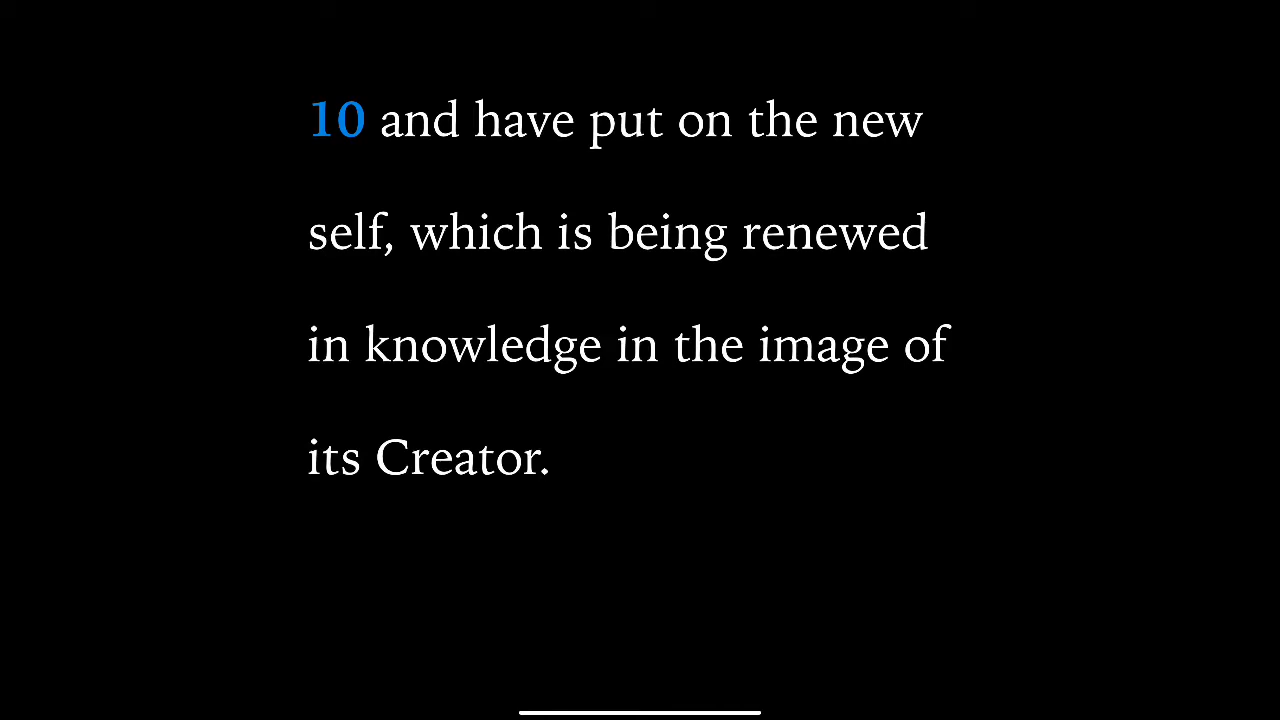 10 and have put on the new
self, which is being renewed
in knowledge in the image of
its Creator.